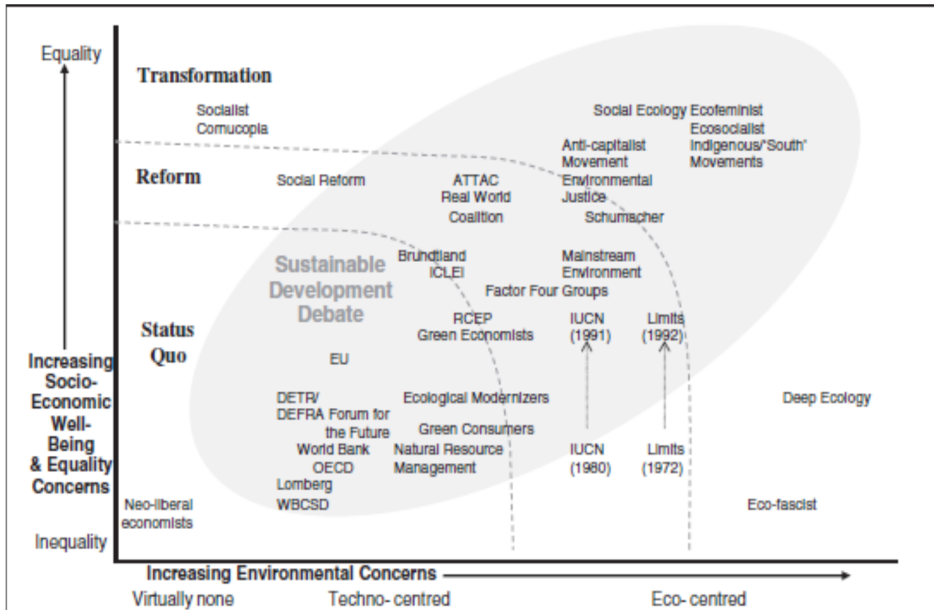 Equality
Transformation
Socialist
Cornucopia
Social Ecology Ecofeminist
Ecosocialist
Indigenous/"South"
Movements
Anti-capitalist
Movement
Environmental
Justice
Reform
Social Reform
ATTAC
Real World
Coalition
Schumacher
Brundtland
ICLEI
Mainstream
Environment
Sustainable
Development
Debate
Factor Four Groups
Status
Quo
RCEP
Green Economists
IUCN
(1991)
Limits
(1992)
EU
Increasing
Socio-
Economic
Well-
Being
& Equality
Concerns
DETR/
DEFRA Forum for
the Future
Ecological Modernizers
Green Consumers
Deep Ecology
World Bank
OECD
Natural Resource
Management
IUCN
(1980)
Limits
(1972)
Lomberg
WBCSD
Neo-liberal
economists
Eco-fascist
Inequality
Increasing Environmental Concerns
Virtually none
Techno- centred
Eco- centred